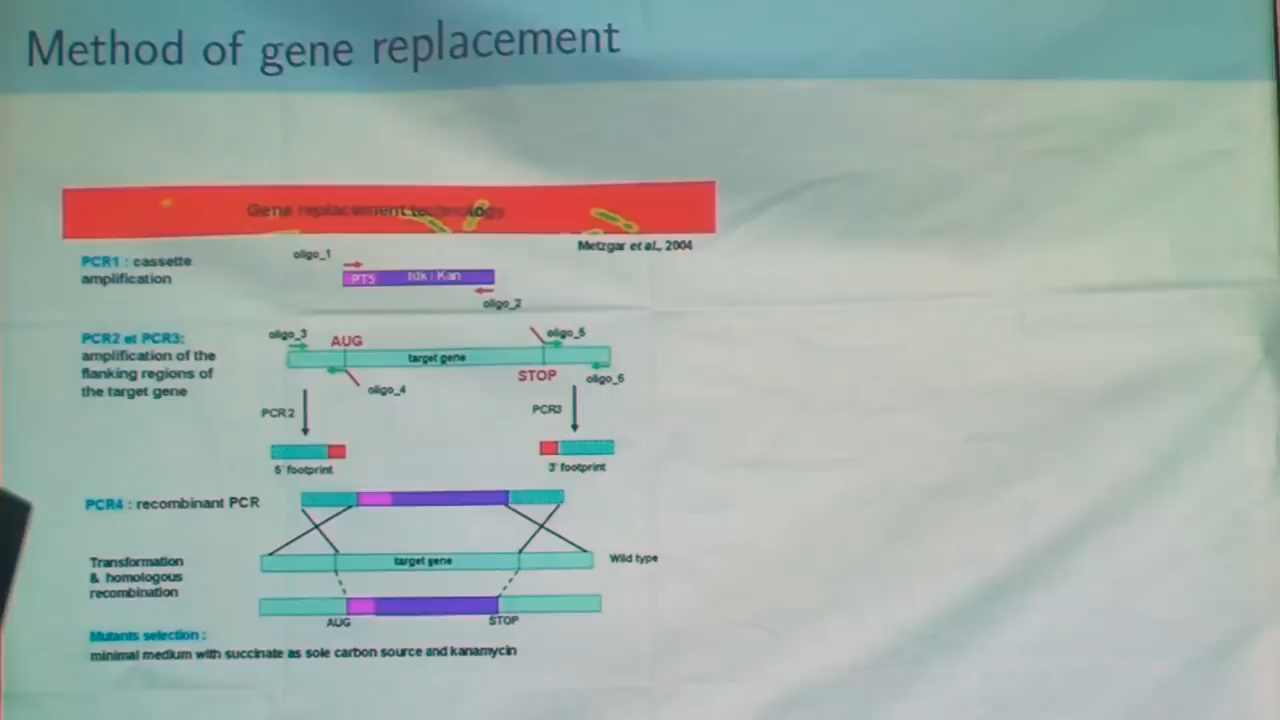 Method of gene replacement
Gene replacement technology
Metzgar et al., 2004
PCR1 : cassette
amplification
oligo_1
PT5
tdk / Kan
oligo_2
PCR2 et PCR3:
amplification of the
flanking regions of
the target gene
oligo_3
AUG
oligo_5
target gene
STOP
oligo_4
oligo_6
PCR2
PCR3
5' footprint
3' footprint
PCR4 : recombinant PCR
Transformation
& homologous
recombination
target gene
Wild type
AUG
STOP
Mutants selection :
minimal medium with succinate as sole carbon source and kanamycin